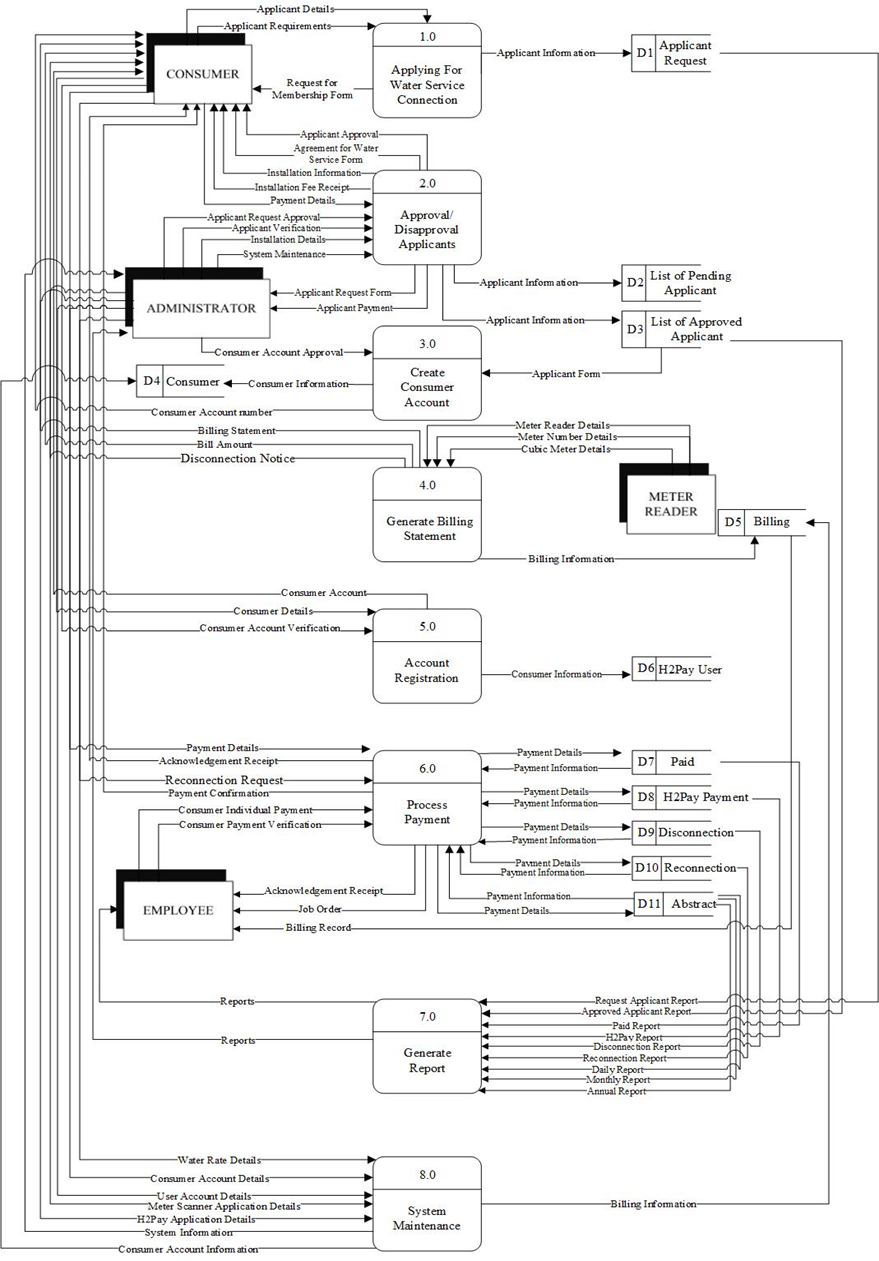 Applicant Details
Applicant Requirements
CONSUMER
1.0
Applying For
Water Service
Connection
Applicant Information
D1
Applicant
Request
Request for
Membership Form
Applicant Approval
Agreement for Water
Service Form
Installation Information
Installation Fee Receipt
Payment Details
2.0
Approval/
Disapproval
Applicants
Applicant Request Approval
Applicant Verification
Installation Details
System Maintenance
ADMINISTRATOR
Applicant Request Form
Applicant Payment
Applicant Information
D2
List of Pending
Applicant
Applicant Information
D3
List of Approved
Applicant
Consumer Account Approval
3.0
Create
Consumer
Account
Applicant Form
D4
Consumer
Consumer Information
Consumer Account number
Billing Statement
Bill Amount
Disconnection Notice
Meter Reader Details
Meter Number Details
Cubic Meter Details
4.0
Generate Billing
Statement
METER
READER
D5
Billing
Billing Information
Consumer Account
Consumer Details
Consumer Account Verification
5.0
Account
Registration
Consumer Information
D6
H2Pay User
Payment Details
Acknowledgement Receipt
Reconnection Request
Payment Confirmation
Consumer Individual Payment
Consumer Payment Verification
6.0
Process
Payment
Payment Details
Payment Information
D7
Paid
Payment Details
Payment Information
D8
H2Pay Payment
Payment Details
Payment Information
D9
Disconnection
Payment Details
Payment Information
D10
Reconnection
Payment Information
Payment Details
D11
Abstract
EMPLOYEE
Acknowledgement Receipt
Job Order
Billing Record
Reports
Reports
7.0
Generate
Report
Request Applicant Report
Approved Applicant Report
Paid Report
H2Pay Report
Disconnection Report
Reconnection Report
Daily Report
Monthly Report
Annual Report
Water Rate Details
Consumer Account Details
User Account Details
Meter Scanner Application Details
H2Pay Application Details
System Information
Consumer Account Information
8.0
System
Maintenance
Billing Information